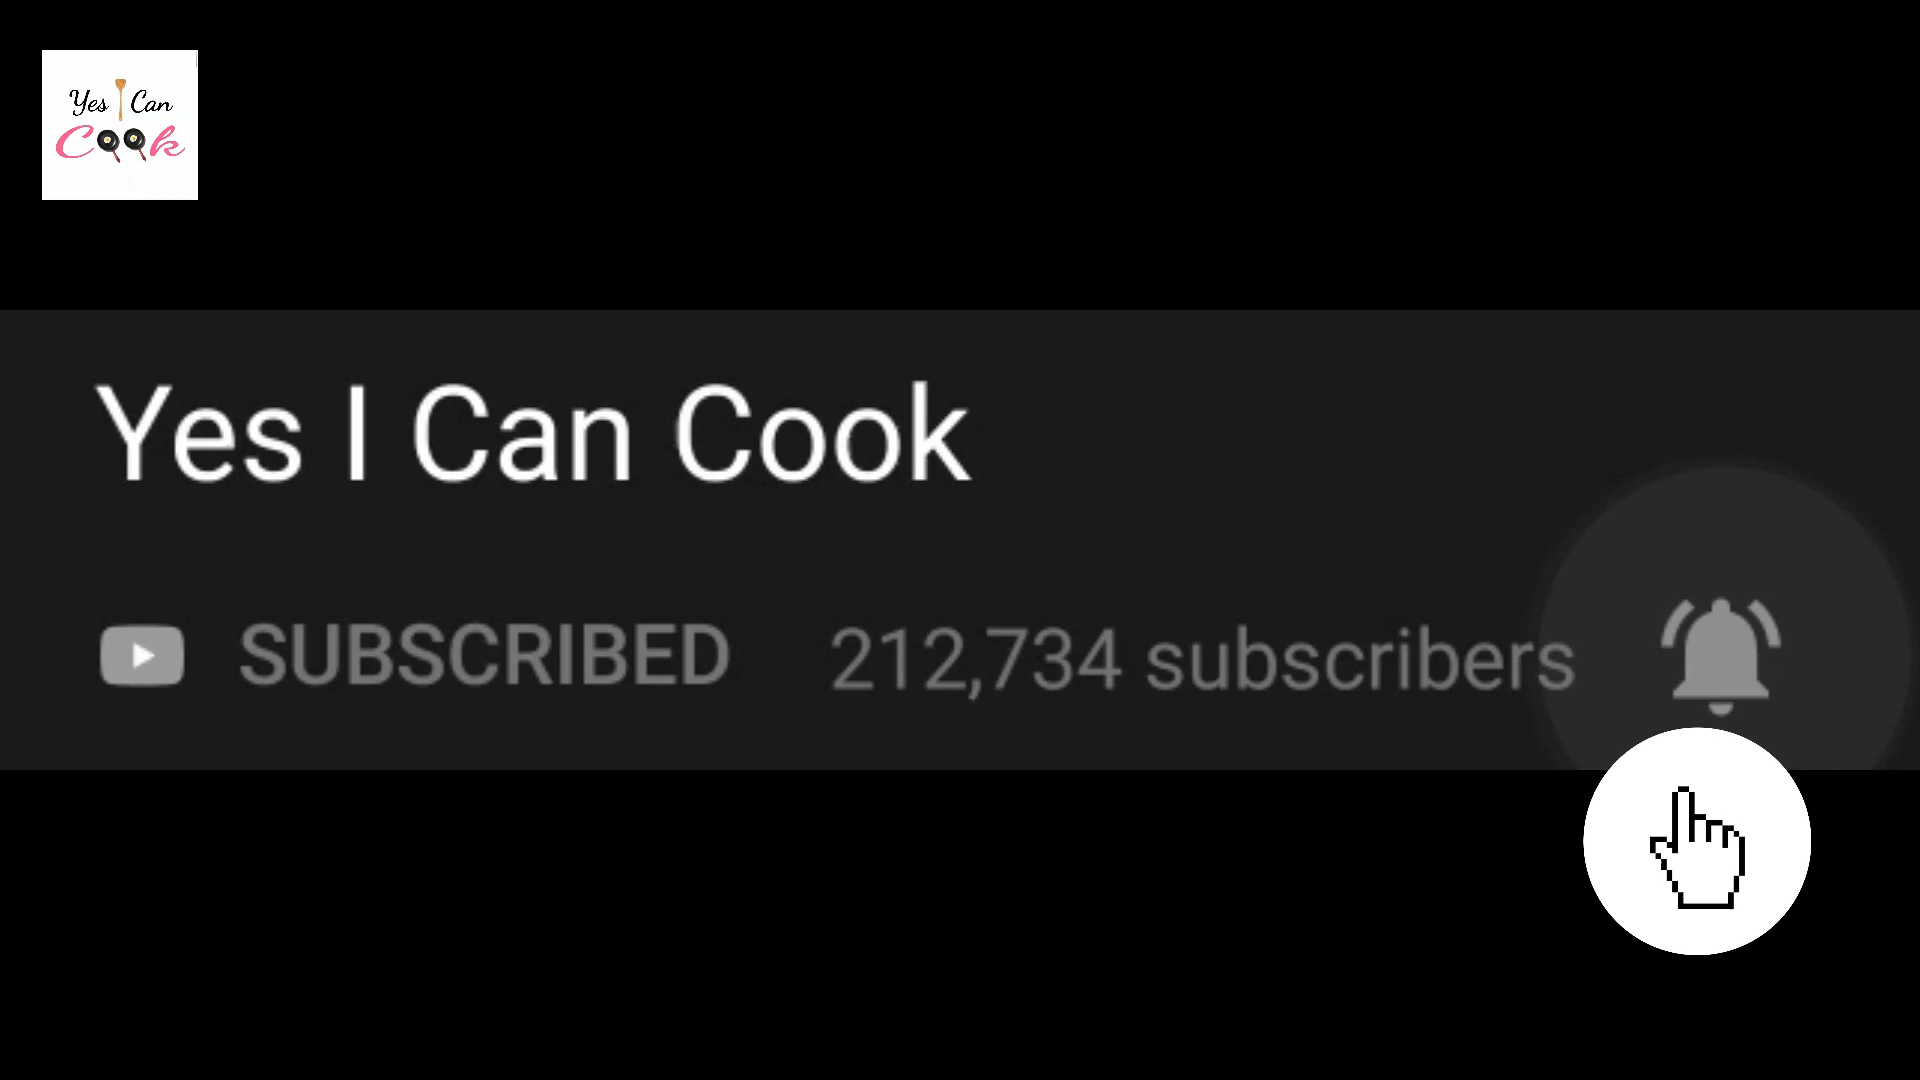 Yes I Can
Cook
Yes I Can Cook
SUBSCRIBED 212,734 subscribers